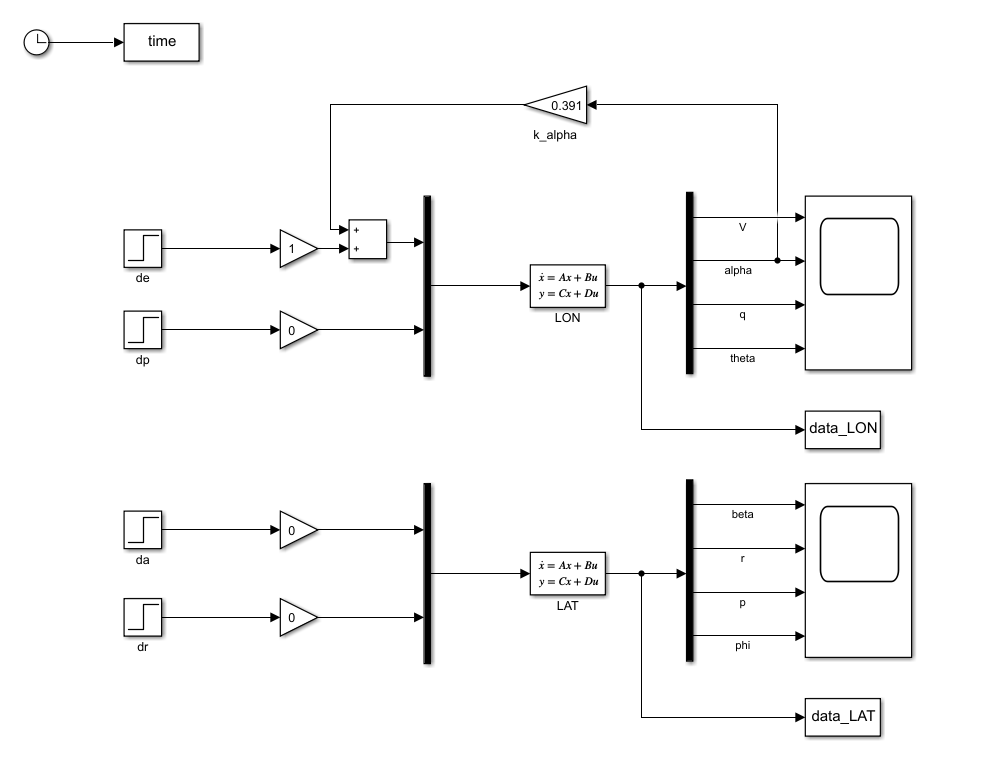 time
0.391
k_alpha
+
+
de
1
V
alpha
q
theta
ẋ = Ax + Bu
y = Cx + Du
LON
dp
0
data_LON
da
0
dr
0
ẋ = Ax + Bu
y = Cx + Du
LAT
beta
r
p
phi
data_LAT